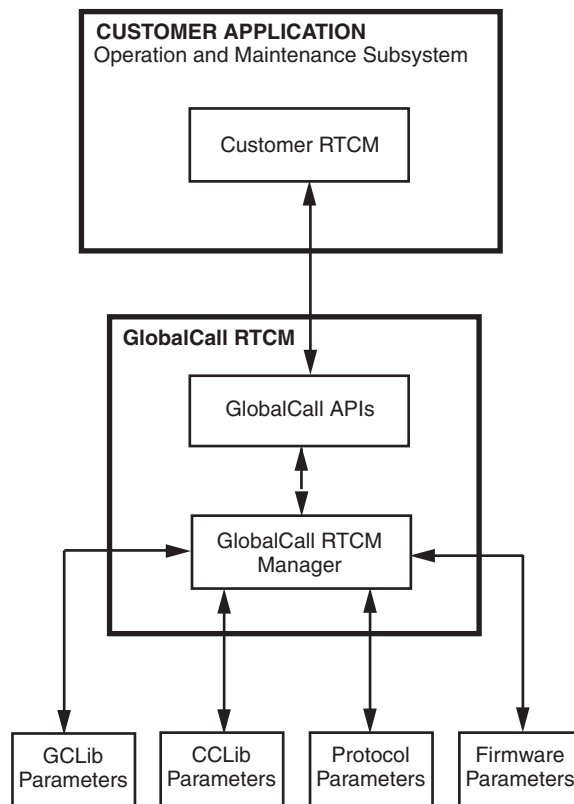 CUSTOMER APPLICATION
Operation and Maintenance Subsystem
Customer RTCM
GlobalCall RTCM
GlobalCall APIs
GlobalCall RTCM
Manager
GCLib
Parameters
CCLib
Parameters
Protocol
Parameters
Firmware
Parameters